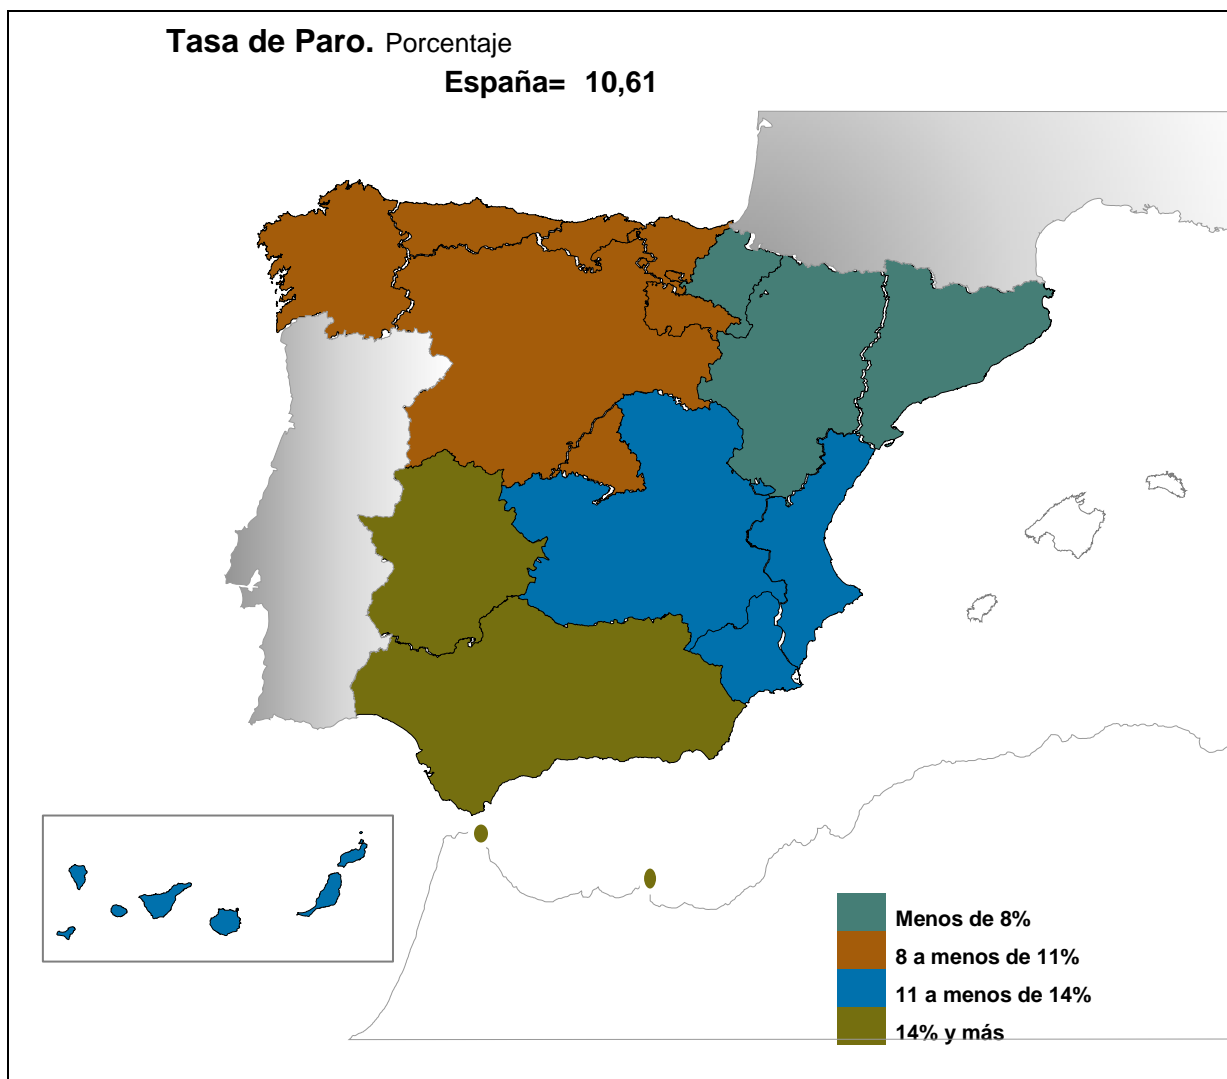 Tasa de Paro. Porcentaje
España= 10,61
Menos de 8%
8 a menos de 11%
11 a menos de 14%
14% y más